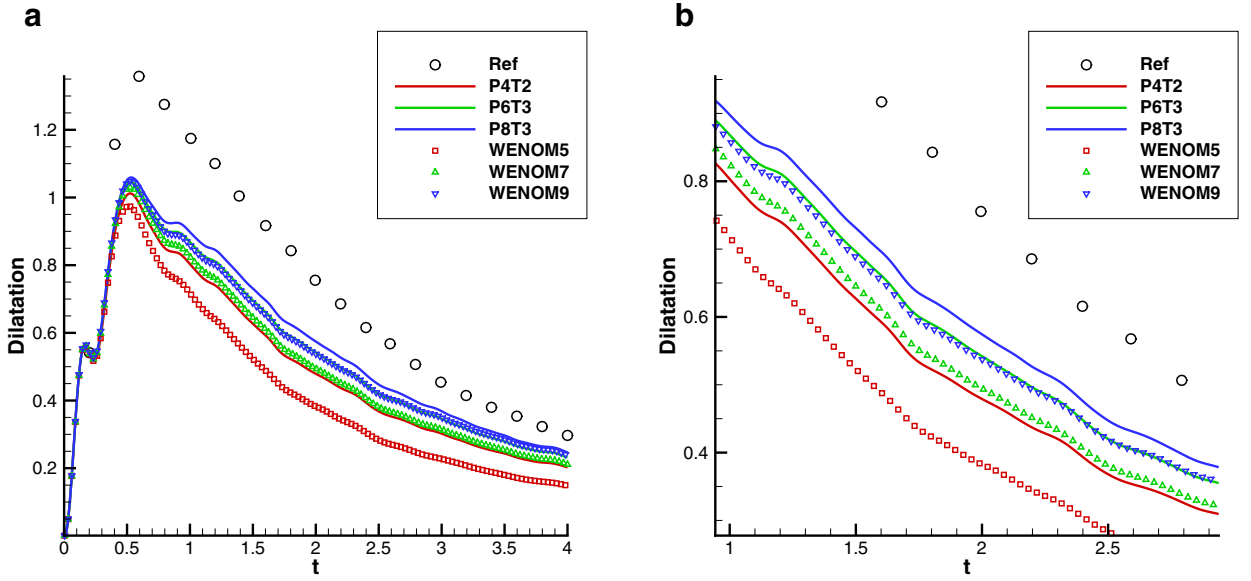 a
Ref
P4T2
P6T3
P8T3
WENOM5
WENOM7
WENOM9
Dilatation
1.2
1
0.8
0.6
0.4
0.2
0 0.5 1 1.5 2 2.5 3 3.5 4
t
b
Ref
P4T2
P6T3
P8T3
WENOM5
WENOM7
WENOM9
Dilatation
0.8
0.6
0.4
1 1.5 2 2.5
t